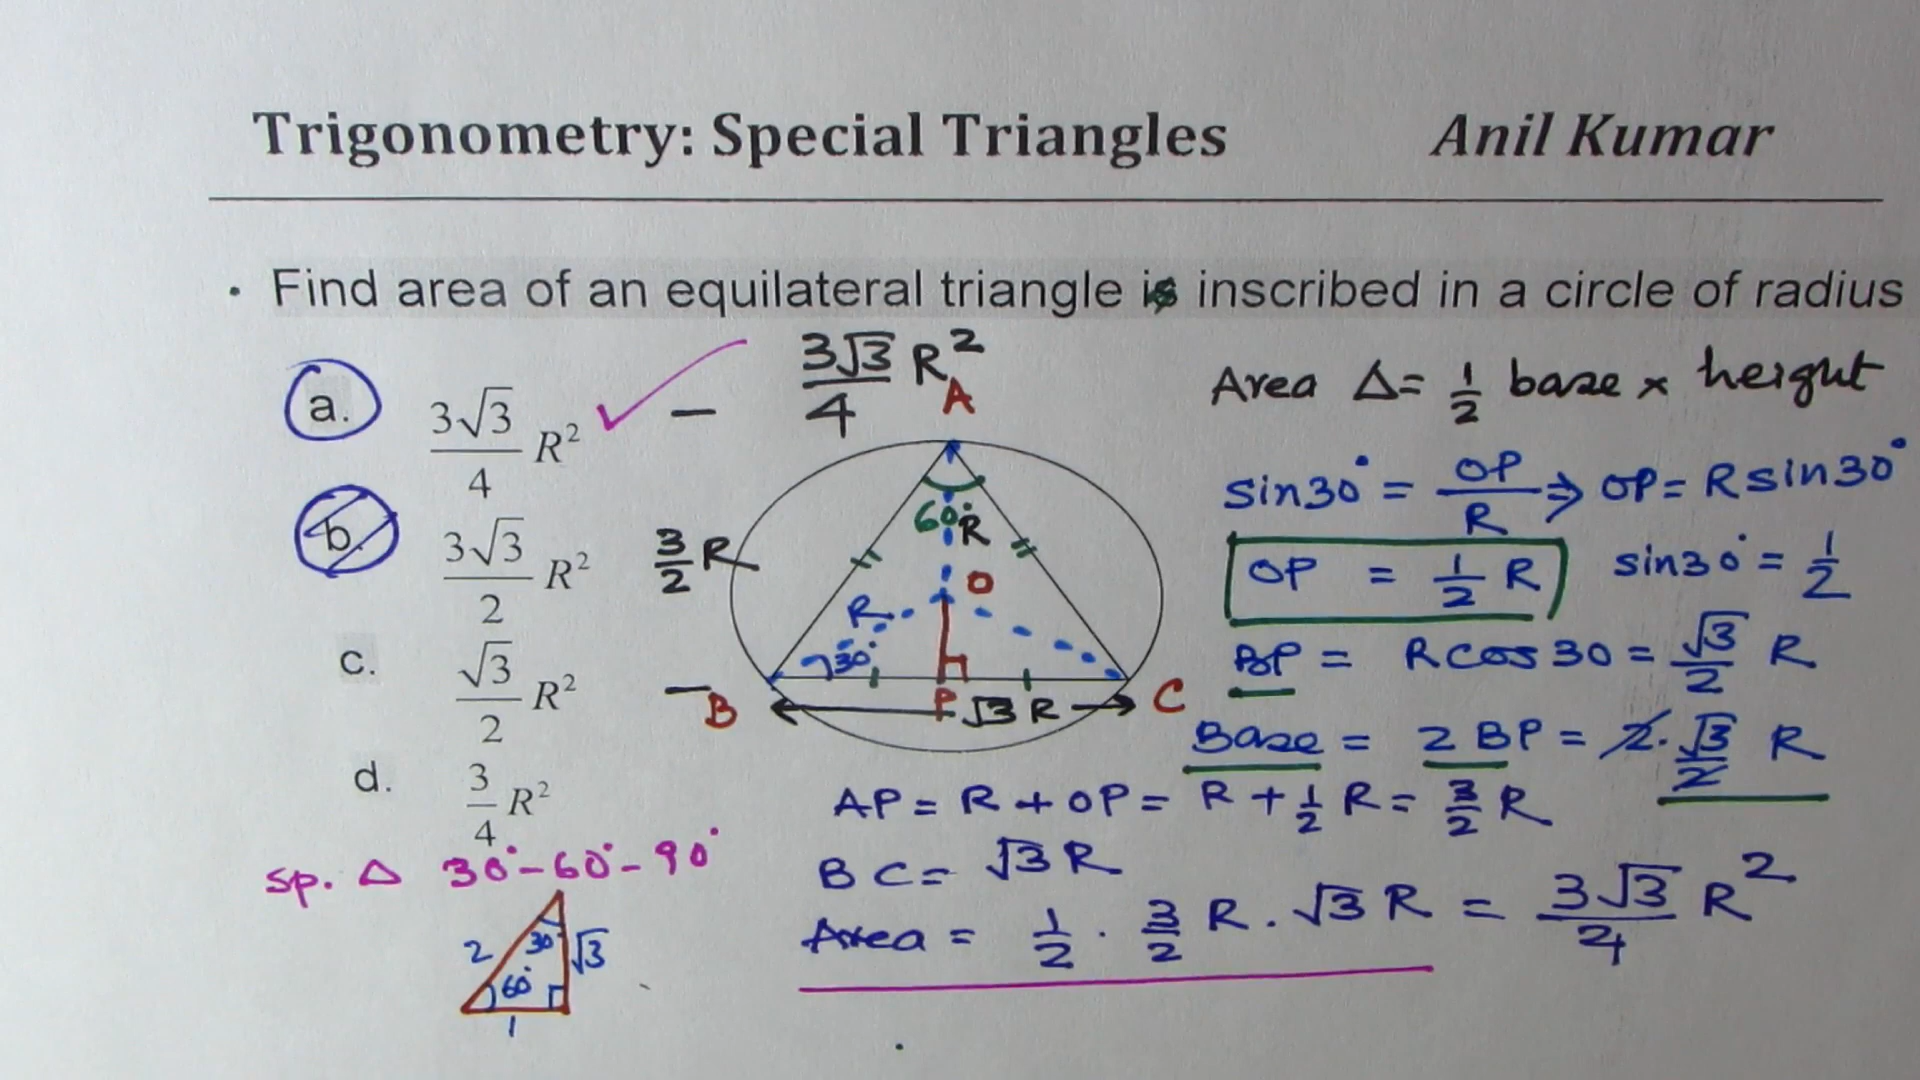 Trigonometry: Special Triangles Anil Kumar
· Find area of an equilateral triangle is inscribed in a circle of radius
a. 3√3/4 R² ✓ — 3√3/4 R²
b. 3√3/2 R²
c. √3/2 R²
d. 3/4 R²
Sp. Δ 30°-60°-90°
2 30° √3
60°
1
A
60° R
3/2 R
O
R
30°
B P √3 R C
Area Δ = 1/2 base × height
sin30° = OP/R ⇒ OP = R sin30°
OP = 1/2 R sin30° = 1/2
BP = R cos 30 = √3/2 R
Base = 2 BP = 2·√3/2 R
AP = R + OP = R + 1/2 R = 3/2 R
BC = √3 R
Area = 1/2 · 3/2 R · √3 R = 3√3/4 R²